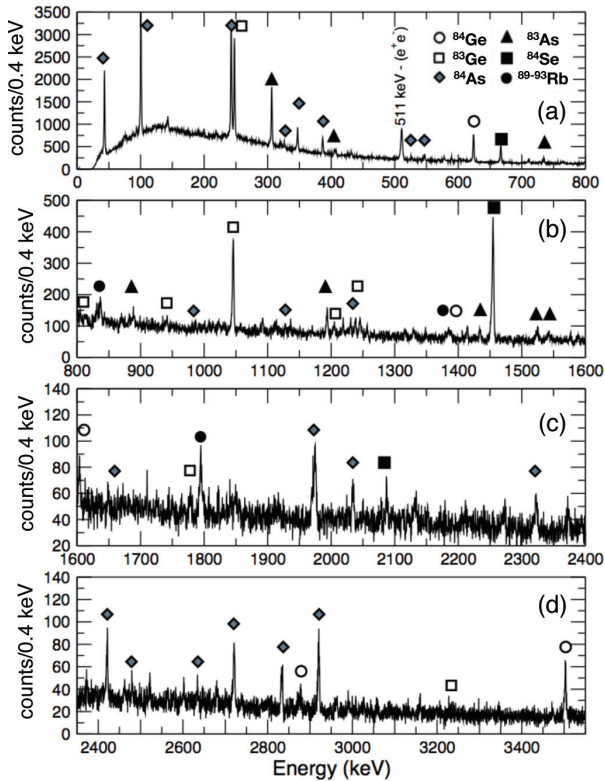 3500
3000
2500
2000
1500
1000
500
0
counts/0.4 keV
511 keV - (e⁺e⁻)
⁸⁴Ge
⁸³Ge
⁸⁴As
⁸³As
⁸⁴Se
⁸⁹⁻⁹³Rb
(a)
0 100 200 300 400 500 600 700 800
500
400
300
200
100
0
counts/0.4 keV
(b)
800 900 1000 1100 1200 1300 1400 1500 1600
140
120
100
80
60
40
20
counts/0.4 keV
(c)
1600 1700 1800 1900 2000 2100 2200 2300 2400
140
120
100
80
60
40
20
0
counts/0.4 keV
(d)
2400 2600 2800 3000 3200 3400
Energy (keV)